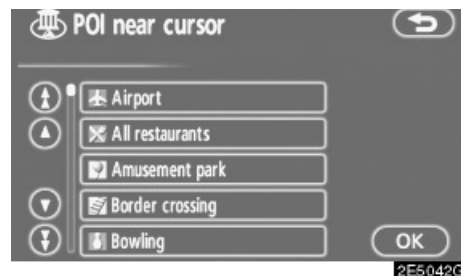 POI near cursor
Airport
All restaurants
Amusement park
Border crossing
Bowling
OK
2E5042G